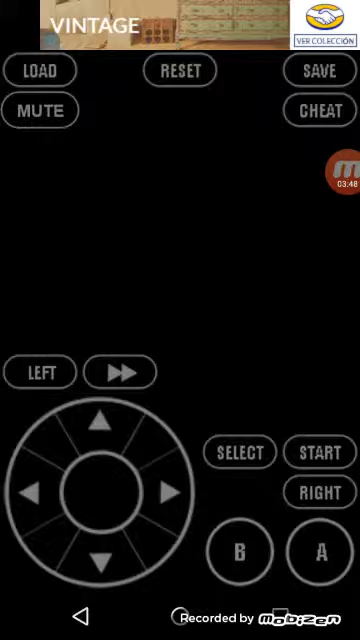 VINTAGE
VER COLECCIÓN
LOAD
RESET
SAVE
MUTE
CHEAT
03:48
LEFT
SELECT
START
RIGHT
B
A
Recorded by mobizen